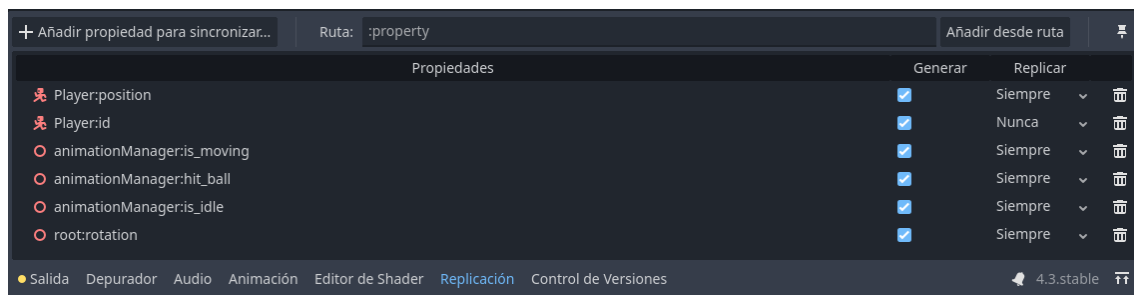 Añadir propiedad para sincronizar... Ruta: :property Añadir desde ruta
Propiedades Generar Replicar
Player:position Siempre
Player:id Nunca
animationManager:is_moving Siempre
animationManager:hit_ball Siempre
animationManager:is_idle Siempre
root:rotation Siempre
Salida Depurador Audio Animación Editor de Shader Replicación Control de Versiones 4.3.stable